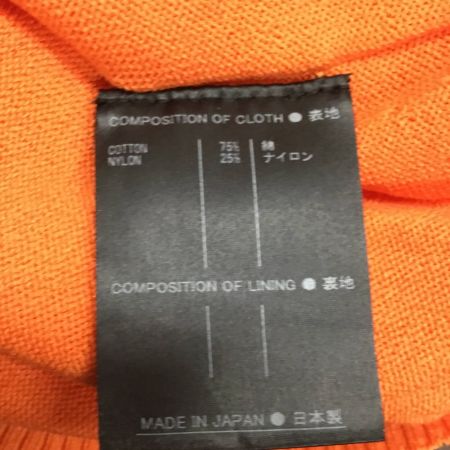 COMPOSITION OF CLOTH ● 表地
COTTON 75% 綿
NYLON 25% ナイロン
COMPOSITION OF LINING ● 裏地
MADE IN JAPAN ● 日本製